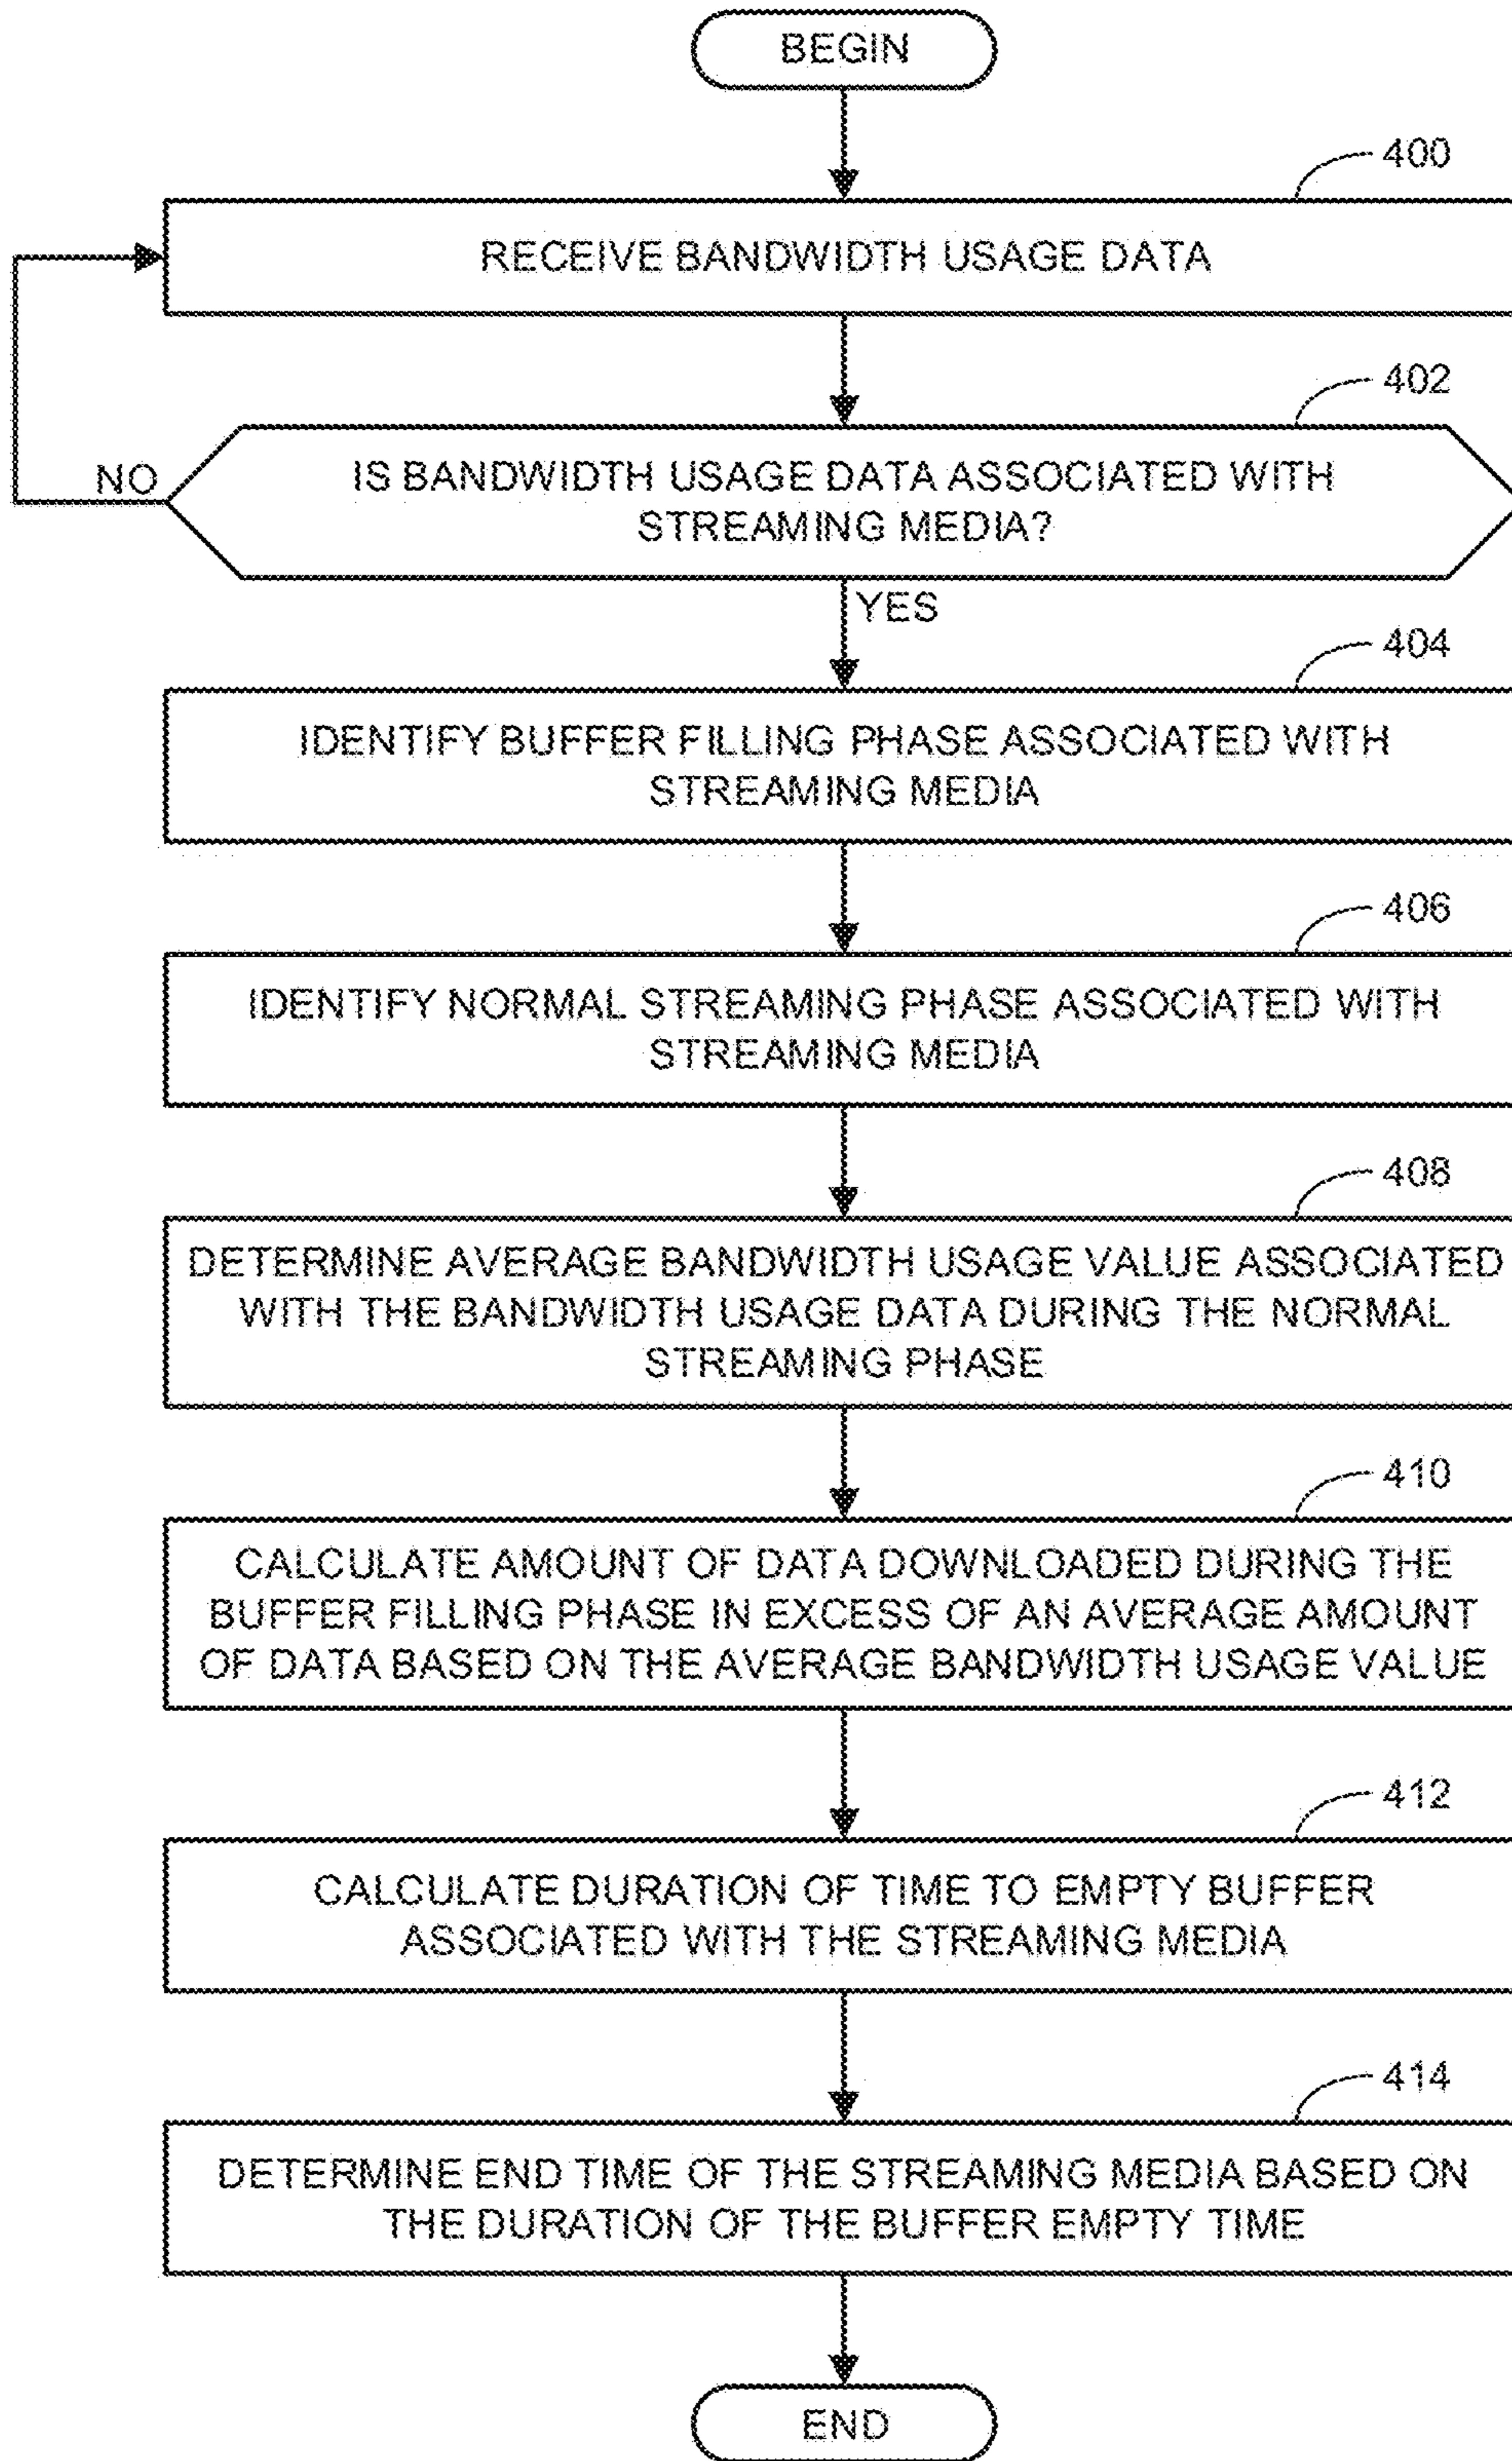 BEGIN
400
RECEIVE BANDWIDTH USAGE DATA
402
IS BANDWIDTH USAGE DATA ASSOCIATED WITH
STREAMING MEDIA?
NO
YES
404
IDENTIFY BUFFER FILLING PHASE ASSOCIATED WITH
STREAMING MEDIA
406
IDENTIFY NORMAL STREAMING PHASE ASSOCIATED WITH
STREAMING MEDIA
408
DETERMINE AVERAGE BANDWIDTH USAGE VALUE ASSOCIATED
WITH THE BANDWIDTH USAGE DATA DURING THE NORMAL
STREAMING PHASE
410
CALCULATE AMOUNT OF DATA DOWNLOADED DURING THE
BUFFER FILLING PHASE IN EXCESS OF AN AVERAGE AMOUNT
OF DATA BASED ON THE AVERAGE BANDWIDTH USAGE VALUE
412
CALCULATE DURATION OF TIME TO EMPTY BUFFER
ASSOCIATED WITH THE STREAMING MEDIA
414
DETERMINE END TIME OF THE STREAMING MEDIA BASED ON
THE DURATION OF THE BUFFER EMPTY TIME
END